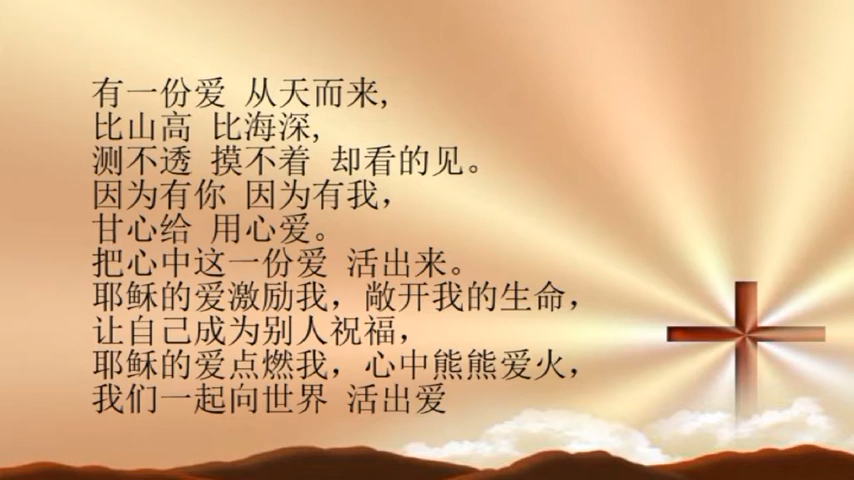 有一份爱 从天而来,
比山高 比海深,
测不透 摸不着 却看的见。
因为有你 因为有我，
甘心给 用心爱。
把心中这一份爱 活出来。
耶稣的爱激励我，敞开我的生命，
让自己成为别人祝福，
耶稣的爱点燃我，心中熊熊爱火，
我们一起向世界 活出爱